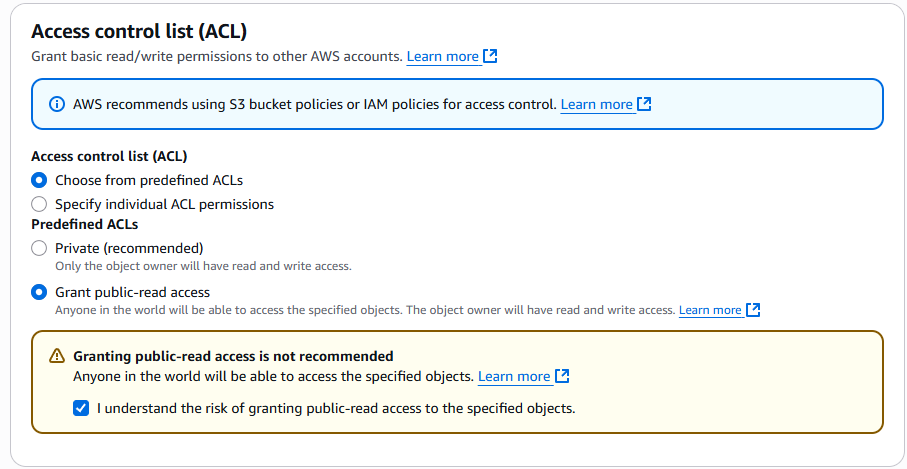 Access control list (ACL)
Grant basic read/write permissions to other AWS accounts. Learn more
AWS recommends using S3 bucket policies or IAM policies for access control. Learn more
Access control list (ACL)
Choose from predefined ACLs
Specify individual ACL permissions
Predefined ACLs
Private (recommended)
Only the object owner will have read and write access.
Grant public-read access
Anyone in the world will be able to access the specified objects. The object owner will have read and write access. Learn more
Granting public-read access is not recommended
Anyone in the world will be able to access the specified objects. Learn more
I understand the risk of granting public-read access to the specified objects.